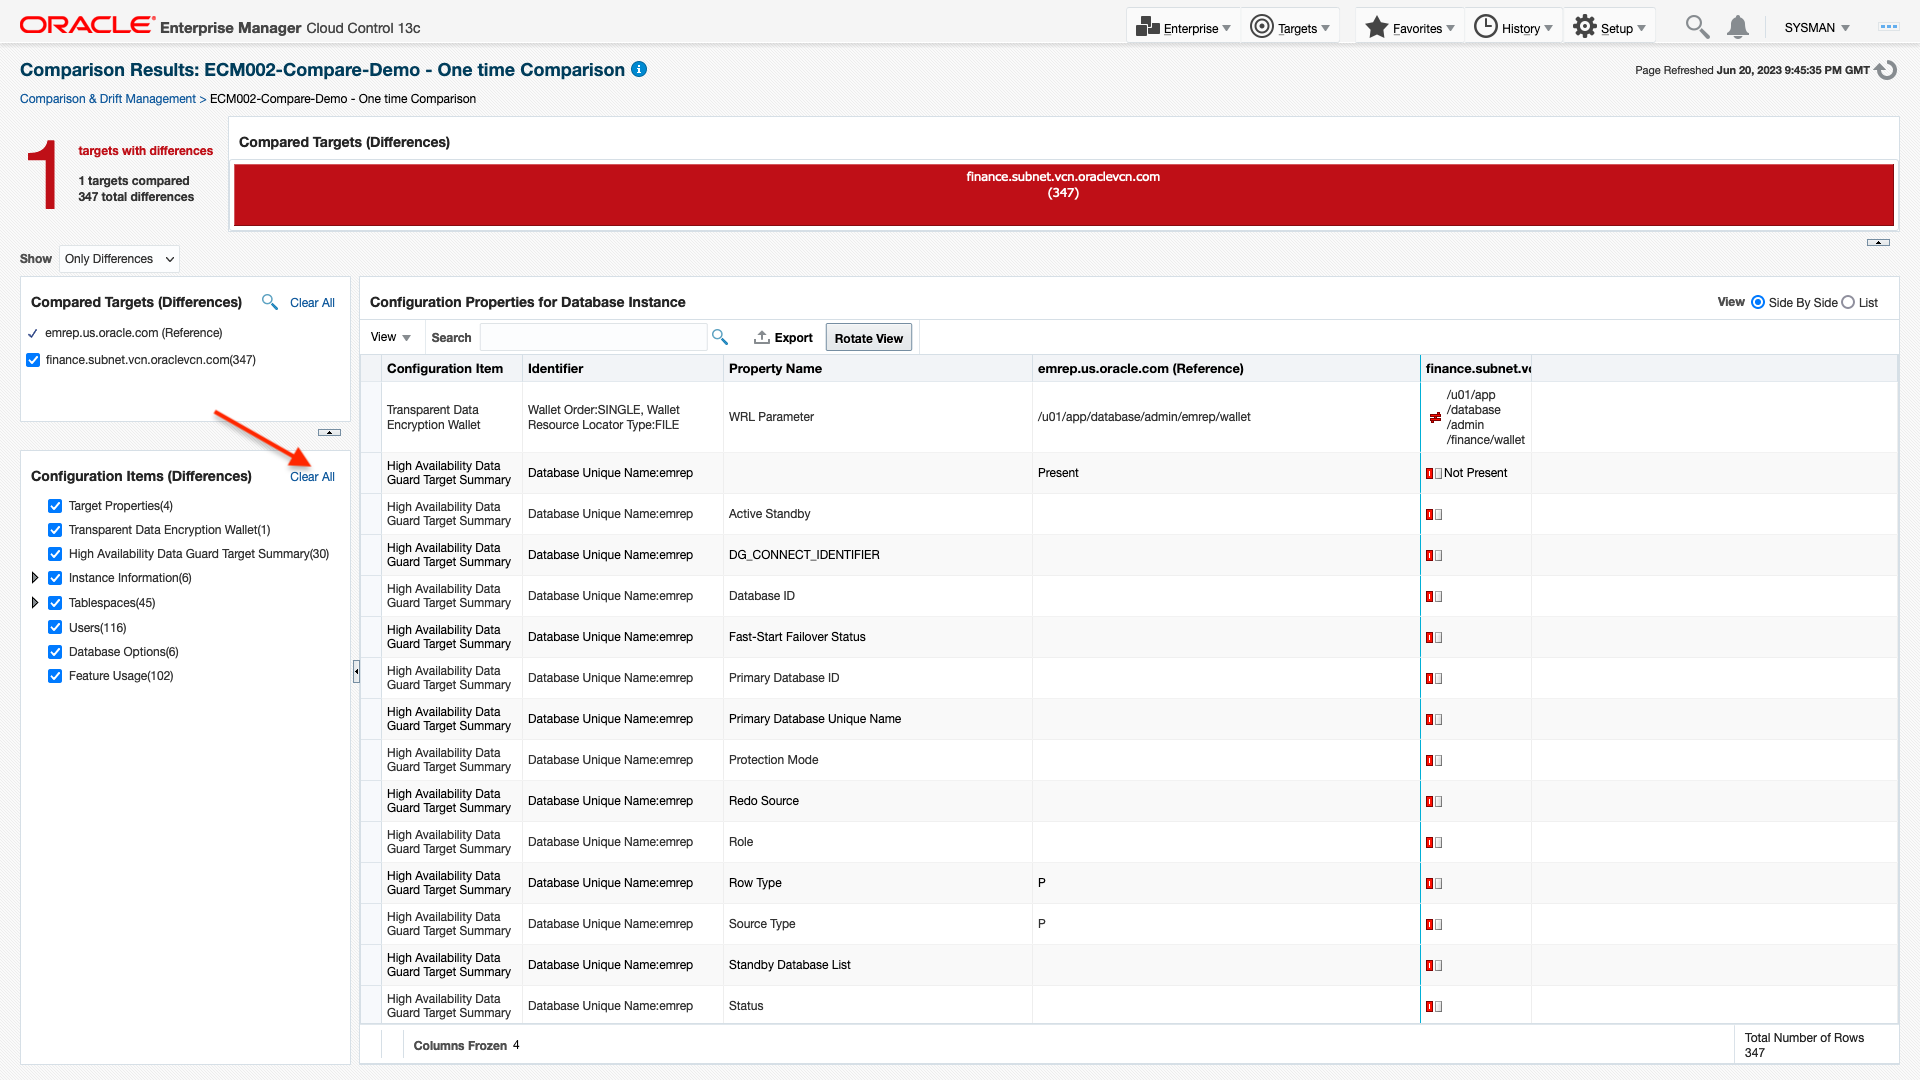 ORACLE Enterprise Manager Cloud Control 13c
Enterprise
Targets
Favorites
History
Setup
SYSMAN
Comparison Results: ECM002-Compare-Demo - One time Comparison
Page Refreshed Jun 20, 2023 9:45:35 PM GMT
Comparison & Drift Management > ECM002-Compare-Demo - One time Comparison
1
targets with differences
1 targets compared
347 total differences
Compared Targets (Differences)
finance.subnet.vcn.oraclevcn.com
(347)
Show Only Differences
Compared Targets (Differences) Clear All
emrep.us.oracle.com (Reference)
finance.subnet.vcn.oraclevcn.com(347)
Configuration Items (Differences) Clear All
Target Properties(4)
Transparent Data Encryption Wallet(1)
High Availability Data Guard Target Summary(30)
Instance Information(6)
Tablespaces(45)
Users(116)
Database Options(6)
Feature Usage(102)
Configuration Properties for Database Instance
View Side By Side List
View Search Export Rotate View
Configuration Item Identifier Property Name emrep.us.oracle.com (Reference) finance.subnet.vc
Transparent Data
Encryption Wallet
Wallet Order:SINGLE, Wallet
Resource Locator Type:FILE
WRL Parameter
/u01/app/database/admin/emrep/wallet
/u01/app
/database
/admin
/finance/wallet
High Availability Data
Guard Target Summary
Database Unique Name:emrep
Present
Not Present
High Availability Data
Guard Target Summary
Database Unique Name:emrep
Active Standby
High Availability Data
Guard Target Summary
Database Unique Name:emrep
DG_CONNECT_IDENTIFIER
High Availability Data
Guard Target Summary
Database Unique Name:emrep
Database ID
High Availability Data
Guard Target Summary
Database Unique Name:emrep
Fast-Start Failover Status
High Availability Data
Guard Target Summary
Database Unique Name:emrep
Primary Database ID
High Availability Data
Guard Target Summary
Database Unique Name:emrep
Primary Database Unique Name
High Availability Data
Guard Target Summary
Database Unique Name:emrep
Protection Mode
High Availability Data
Guard Target Summary
Database Unique Name:emrep
Redo Source
High Availability Data
Guard Target Summary
Database Unique Name:emrep
Role
High Availability Data
Guard Target Summary
Database Unique Name:emrep
Row Type
P
High Availability Data
Guard Target Summary
Database Unique Name:emrep
Source Type
P
High Availability Data
Guard Target Summary
Database Unique Name:emrep
Standby Database List
High Availability Data
Guard Target Summary
Database Unique Name:emrep
Status
Columns Frozen 4
Total Number of Rows
347